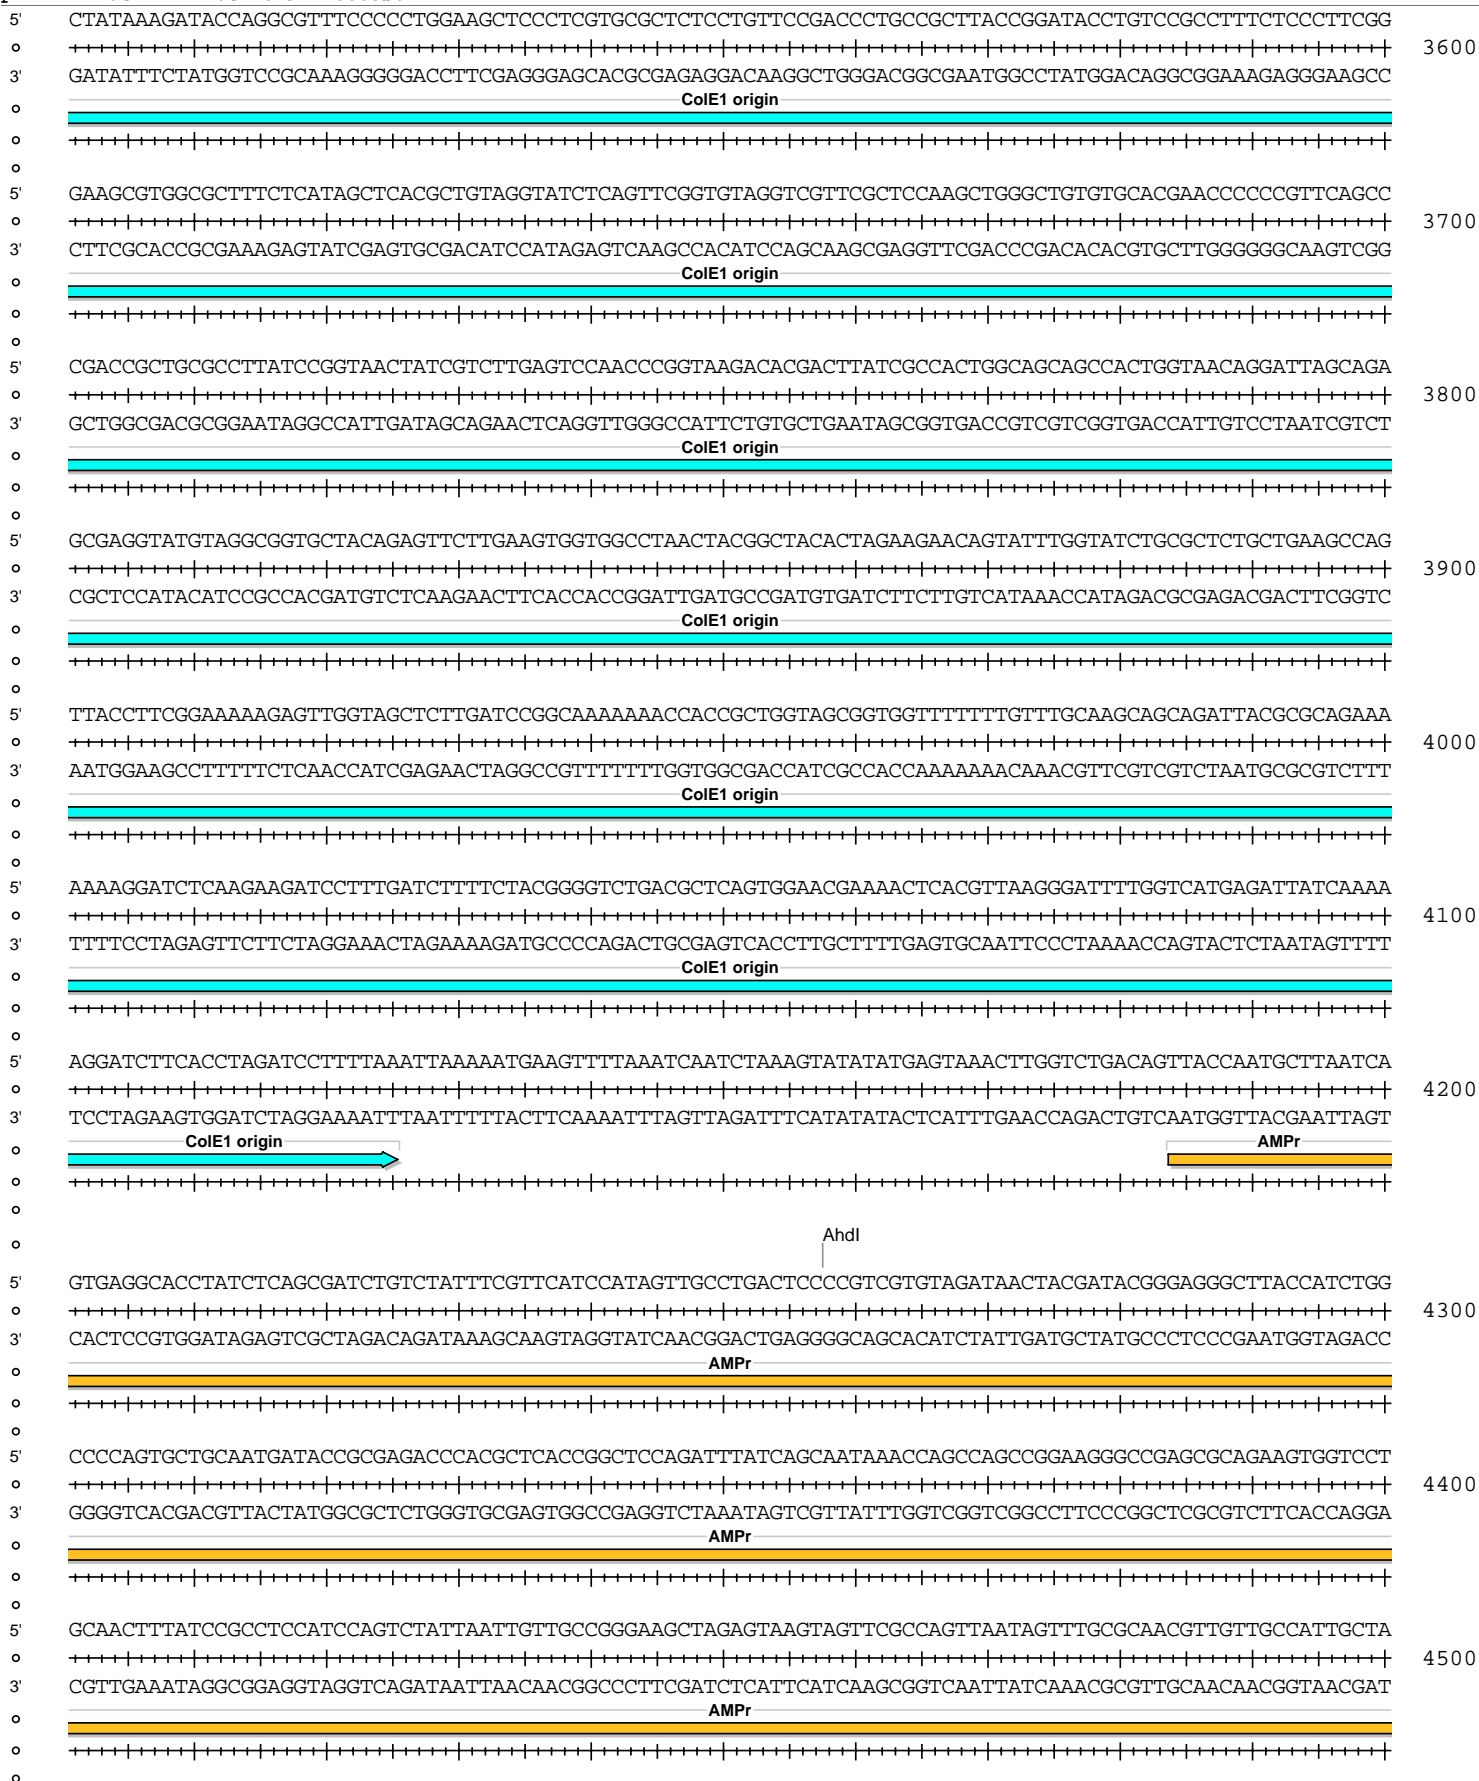 5' CTATAAAGATACCAGGCGTTTCCCCCTGGAAGCTCCCTCGTGCGCTCTCCTGTTCCGACCCTGCCGCTTACCGGATACCTGTCCGCCTTTCTCCCTTCGG
3600
3' GATATTTCTATGGTCCGCAAAGGGGGACCTTCGAGGGAGCACGCGAGAGGACAAGGCTGGGACGGCGAATGGCCTATGGACAGGCGGAAAGAGGGAAGCC
ColE1 origin
5' GAAGCGTGGCGCTTTCTCATAGCTCACGCTGTAGGTATCTCAGTTCGGTGTAGGTCGTTCGCTCCAAGCTGGGCTGTGTGCACGAACCCCCCGTTCAGCC
3700
3' CTTCGCACCGCGAAAGAGTATCGAGTGCGACATCCATAGAGTCAAGCCACATCCAGCAAGCGAGGTTCGACCCGACACACGTGCTTGGGGGGCAAGTCGG
ColE1 origin
5' CGACCGCTGCGCCTTATCCGGTAACTATCGTCTTGAGTCCAACCCGGTAAGACACGACTTATCGCCACTGGCAGCAGCCACTGGTAACAGGATTAGCAGA
3800
3' GCTGGCGACGCGGAATAGGCCATTGATAGCAGAACTCAGGTTGGGCCATTCTGTGCTGAATAGCGGTGACCGTCGTCGGTGACCATTGTCCTAATCGTCT
ColE1 origin
5' GCGAGGTATGTAGGCGGTGCTACAGAGTTCTTGAAGTGGTGGCCTAACTACGGCTACACTAGAAGAACAGTATTTGGTATCTGCGCTCTGCTGAAGCCAG
3900
3' CGCTCCATACATCCGCCACGATGTCTCAAGAACTTCACCACCGGATTGATGCCGATGTGATCTTCTTGTCATAAACCATAGACGCGAGACGACTTCGGTC
ColE1 origin
5' TTACCTTCGGAAAAAGAGTTGGTAGCTCTTGATCCGGCAAAAAAACCACCGCTGGTAGCGGTGGTTTTTTTGTTTGCAAGCAGCAGATTACGCGCAGAAA
4000
3' AATGGAAGCCTTTTTCTCAACCATCGAGAACTAGGCCGTTTTTTTGGTGGCGACCATCGCCACCAAAAAAACAAACGTTCGTCGTCTAATGCGCGTCTTT
ColE1 origin
5' AAAAGGATCTCAAGAAGATCCTTTGATCTTTTCTACGGGGTCTGACGCTCAGTGGAACGAAAACTCACGTTAAGGGATTTTGGTCATGAGATTATCAAAA
4100
3' TTTTCCTAGAGTTCTTCTAGGAAACTAGAAAAGATGCCCCAGACTGCGAGTCACCTTGCTTTTGAGTGCAATTCCCTAAAACCAGTACTCTAATAGTTTT
ColE1 origin
5' AGGATCTTCACCTAGATCCTTTTAAATTAAAAATGAAGTTTTAAATCAATCTAAAGTATATATGAGTAAACTTGGTCTGACAGTTACCAATGCTTAATCA
4200
3' TCCTAGAAGTGGATCTAGGAAAATTTAATTTTTACTTCAAAATTTAGTTAGATTTCATATATACTCATTTGAACCAGACTGTCAATGGTTACGAATTAGT
ColE1 origin AMPr
AhdI
5' GTGAGGCACCTATCTCAGCGATCTGTCTATTTCGTTCATCCATAGTTGCCTGACTCCCCGTCGTGTAGATAACTACGATACGGGAGGGCTTACCATCTGG
4300
3' CACTCCGTGGATAGAGTCGCTAGACAGATAAAGCAAGTAGGTATCAACGGACTGAGGGGCAGCACATCTATTGATGCTATGCCCTCCCGAATGGTAGACC
AMPr
5' CCCCAGTGCTGCAATGATACCGCGAGACCCACGCTCACCGGCTCCAGATTTATCAGCAATAAACCAGCCAGCCGGAAGGGCCGAGCGCAGAAGTGGTCCT
4400
3' GGGGTCACGACGTTACTATGGCGCTCTGGGTGCGAGTGGCCGAGGTCTAAATAGTCGTTATTTGGTCGGTCGGCCTTCCCGGCTCGCGTCTTCACCAGGA
AMPr
5' GCAACTTTATCCGCCTCCATCCAGTCTATTAATTGTTGCCGGGAAGCTAGAGTAAGTAGTTCGCCAGTTAATAGTTTGCGCAACGTTGTTGCCATTGCTA
4500
3' CGTTGAAATAGGCGGAGGTAGGTCAGATAATTAACAACGGCCCTTCGATCTCATTCATCAAGCGGTCAATTATCAAACGCGTTGCAACAACGGTAACGAT
AMPr